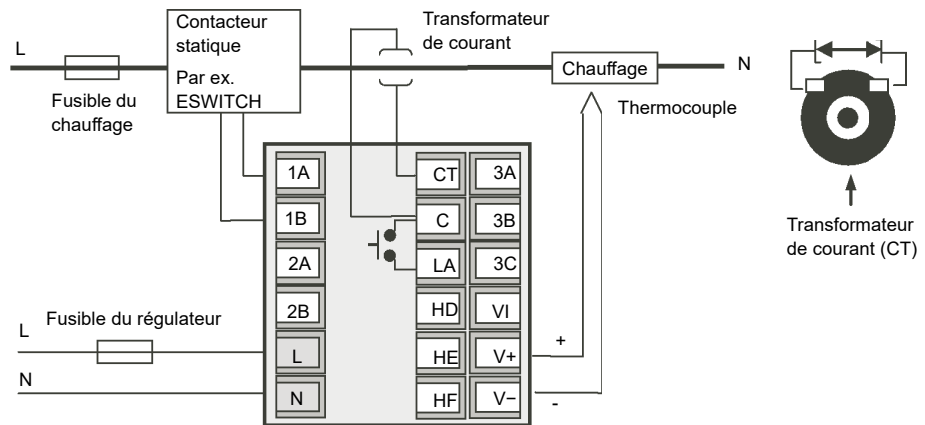 L
Contacteur
statique
Par ex.
ESWITCH
Transformateur
de courant
Chauffage
N
Fusible du
chauffage
Thermocouple
Transformateur
de courant (CT)
1A
CT
3A
1B
C
3B
2A
LA
3C
2B
HD
VI
L
Fusible du régulateur
L
HE
V+
+
N
N
HF
V−
-